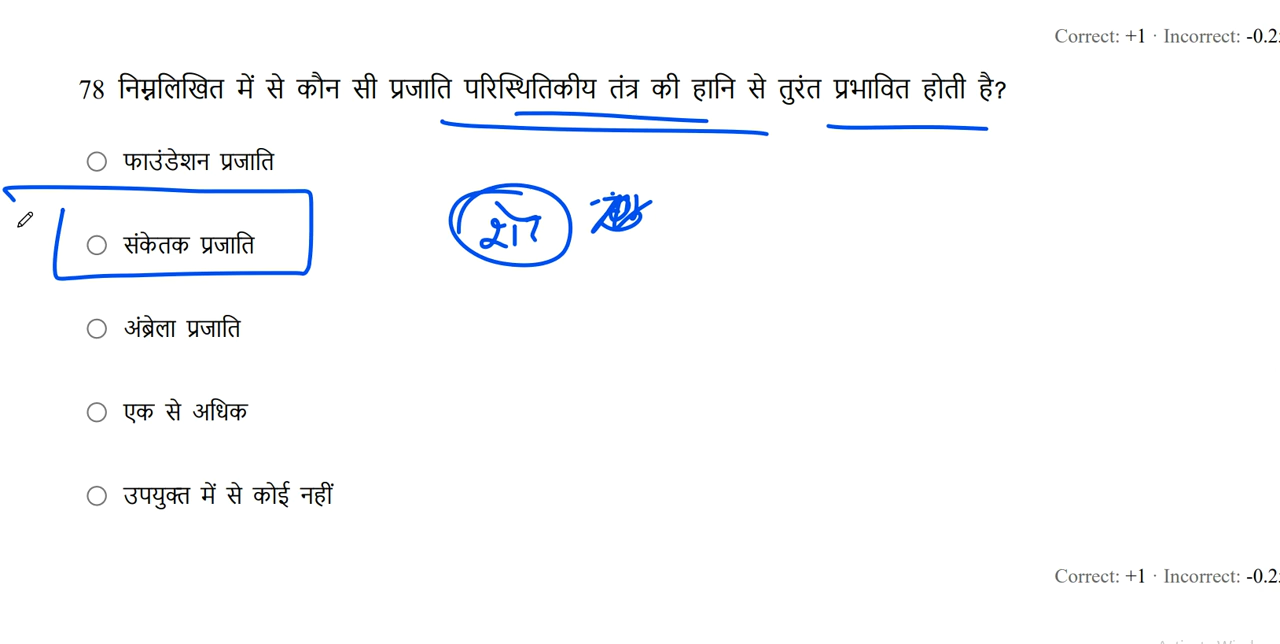 Correct: +1 · Incorrect: -0.2
78 निम्नलिखित में से कौन सी प्रजाति परिस्थितिकीय तंत्र की हानि से तुरंत प्रभावित होती है?
फाउंडेशन प्रजाति
संकेतक प्रजाति
अंब्रेला प्रजाति
एक से अधिक
उपयुक्त में से कोई नहीं
Correct: +1 · Incorrect: -0.2